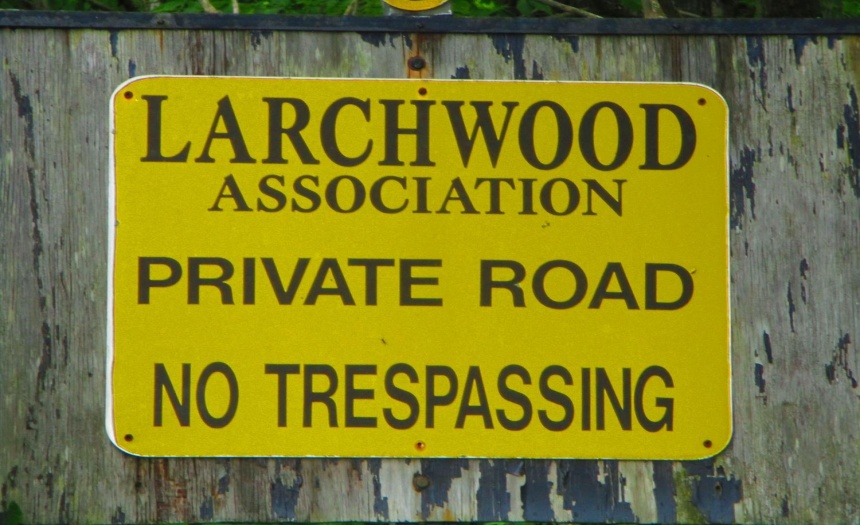 LARCHWOOD
ASSOCIATION
PRIVATE ROAD
NO TRESPASSING